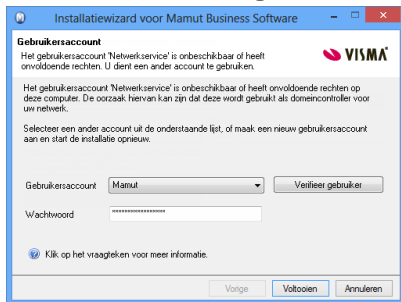 Installatiewizard voor Mamut Business Software
Gebruikersaccount
Het gebruikersaccount 'Netwerkservice' is onbeschikbaar of heeft
onvoldoende rechten. U dient een ander account te gebruiken.
VISMA
Het gebruikersaccount 'Netwerkservice' is onbeschikbaar of heeft onvoldoende rechten op
deze computer. De oorzaak hiervan kan zijn dat deze wordt gebruikt als domeincontroller voor
uw netwerk.
Selecteer een ander account uit de onderstaande lijst, of maak een nieuw gebruikersaccount
aan en start de installatie opnieuw.
Gebruikersaccount Mamut Verifieer gebruiker
Wachtwoord ****************
Klik op het vraagteken voor meer informatie.
Vorige Voltooien Annuleren